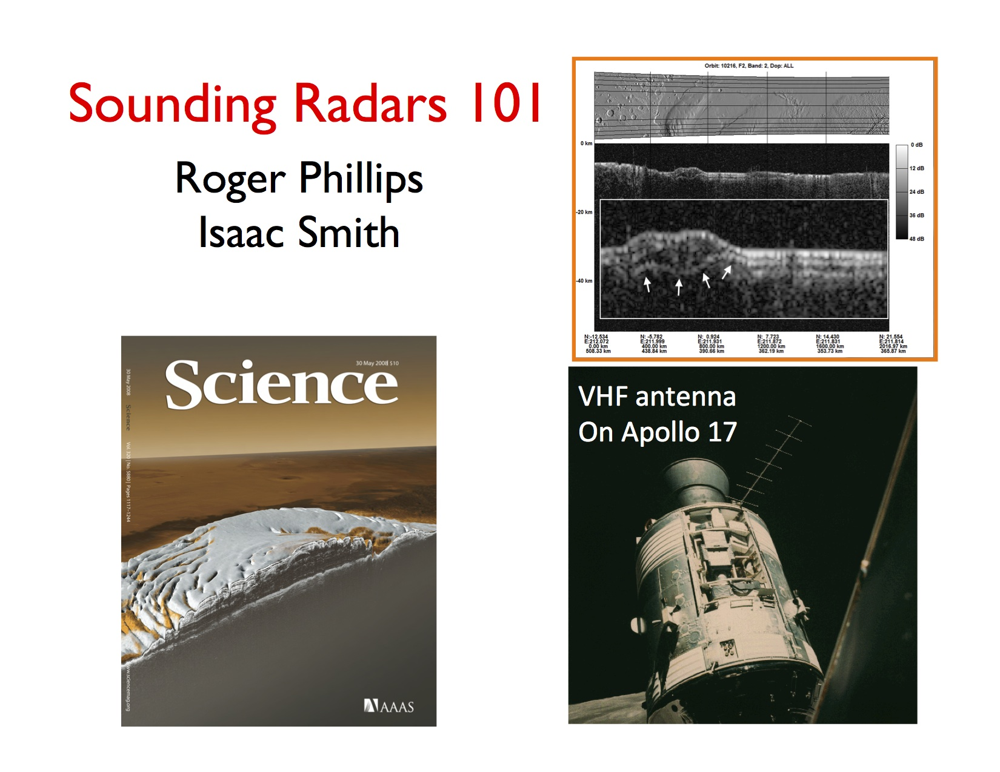 Sounding Radars 101
Roger Phillips
Isaac Smith
Orbit: 10216, F2, Band: 2, Dop: ALL
0 km
-20 km
-40 km
0 dB
12 dB
24 dB
36 dB
48 dB
N:-12.534 N: -5.782 N: 0.924 N: 7.723 N: 14.430 N: 21.554
E:212.072 E:211.999 E:211.931 E:211.872 E:211.831 E:211.814
0.00 km 400.00 km 800.00 km 1200.00 km 1600.00 km 2016.97 km
508.33 km 438.84 km 390.66 km 362.19 km 353.73 km 365.87 km
30 May 2008 $10
Science
30 May 2008 Science Vol. 320 | No. 5880 | Pages 1117–1244
www.sciencemag.org
AAAS
VHF antenna
On Apollo 17